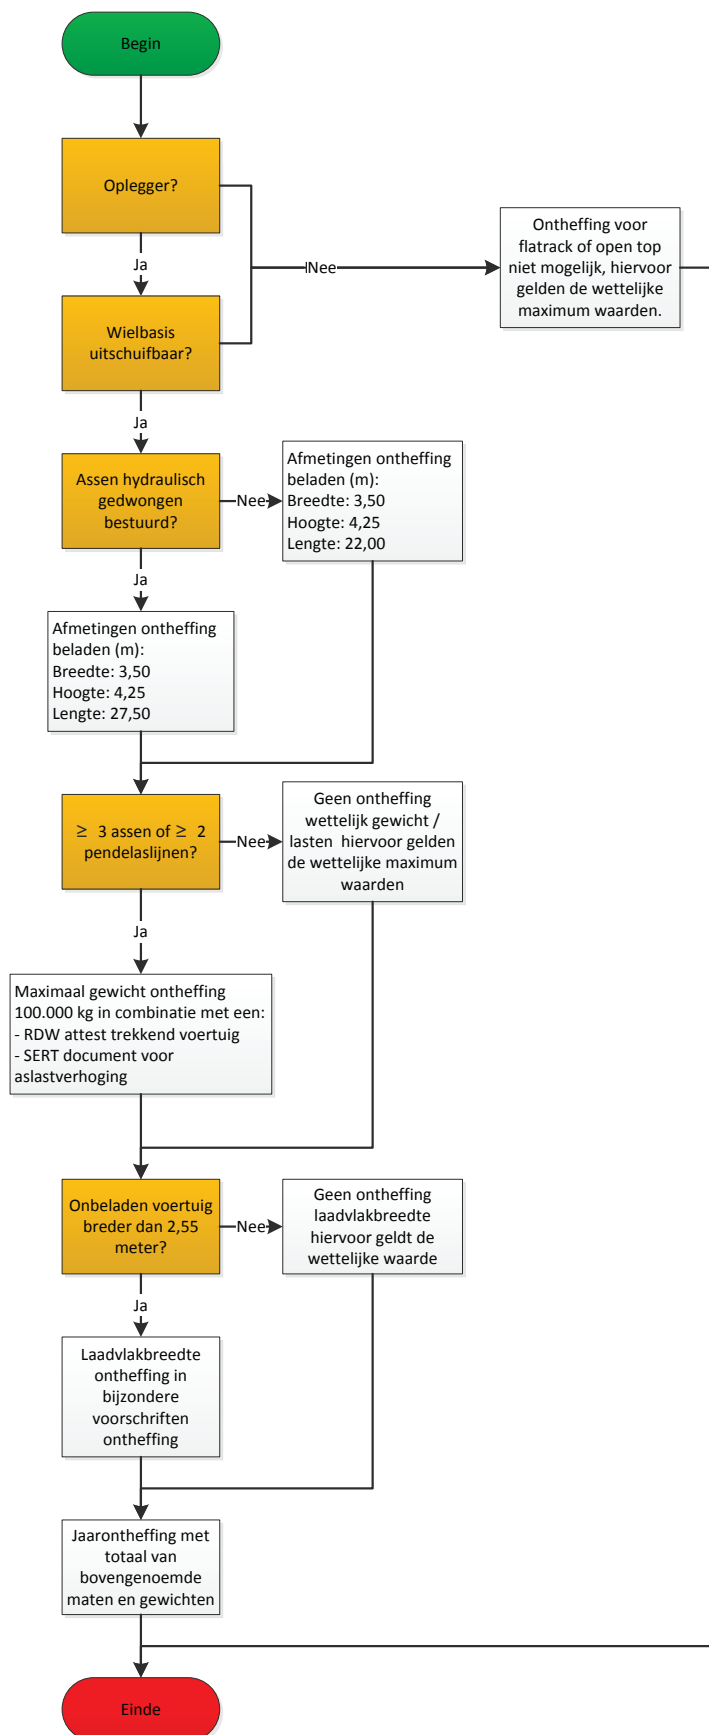 Begin
Oplegger?
Ja
Nee
Ontheffing voor
flatrack of open top
niet mogelijk, hiervoor
gelden de wettelijke
maximum waarden.
Wielbasis
uitschuifbaar?
Ja
Assen hydraulisch
gedwongen
bestuurd?
Nee
Afmetingen ontheffing
beladen (m):
Breedte: 3,50
Hoogte: 4,25
Lengte: 22,00
Ja
Afmetingen ontheffing
beladen (m):
Breedte: 3,50
Hoogte: 4,25
Lengte: 27,50
≥ 3 assen of ≥ 2
pendelaslijnen?
Nee
Geen ontheffing
wettelijk gewicht /
lasten hiervoor gelden
de wettelijke maximum
waarden
Ja
Maximaal gewicht ontheffing
100.000 kg in combinatie met een:
- RDW attest trekkend voertuig
- SERT document voor
aslastverhoging
Onbeladen voertuig
breder dan 2,55
meter?
Nee
Geen ontheffing
laadvlakbreedte
hiervoor geldt de
wettelijke waarde
Ja
Laadvlakbreedte
ontheffing in
bijzondere
voorschriften
ontheffing
Jaarontheffing met
totaal van
bovengenoemde
maten en gewichten
Einde